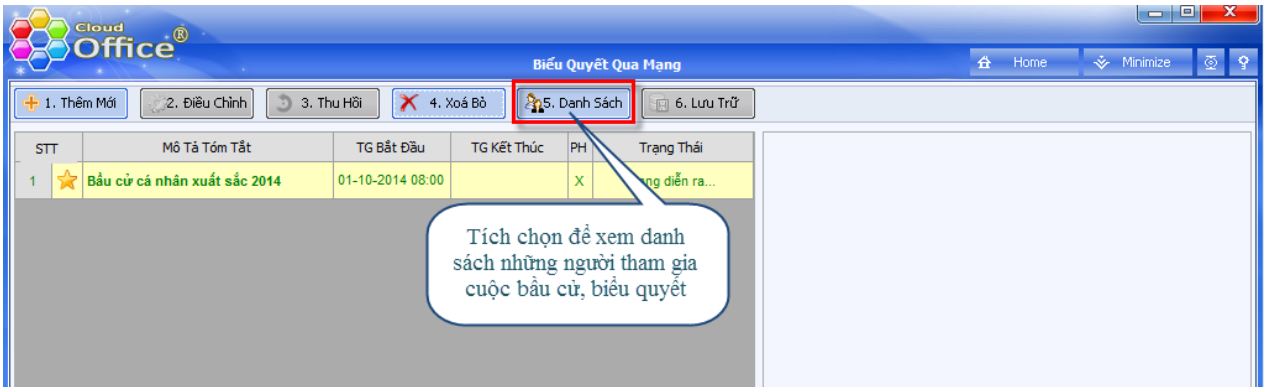 Cloud
Office®
Biểu Quyết Qua Mạng
Home
Minimize
1. Thêm Mới
2. Điều Chỉnh
3. Thu Hồi
4. Xoá Bỏ
5. Danh Sách
6. Lưu Trữ
STT Mô Tả Tóm Tắt TG Bắt Đầu TG Kết Thúc PH Trạng Thái
1 Bầu cử cá nhân xuất sắc 2014 01-10-2014 08:00 X ang diễn ra...
Tích chọn để xem danh
sách những người tham gia
cuộc bầu cử, biểu quyết